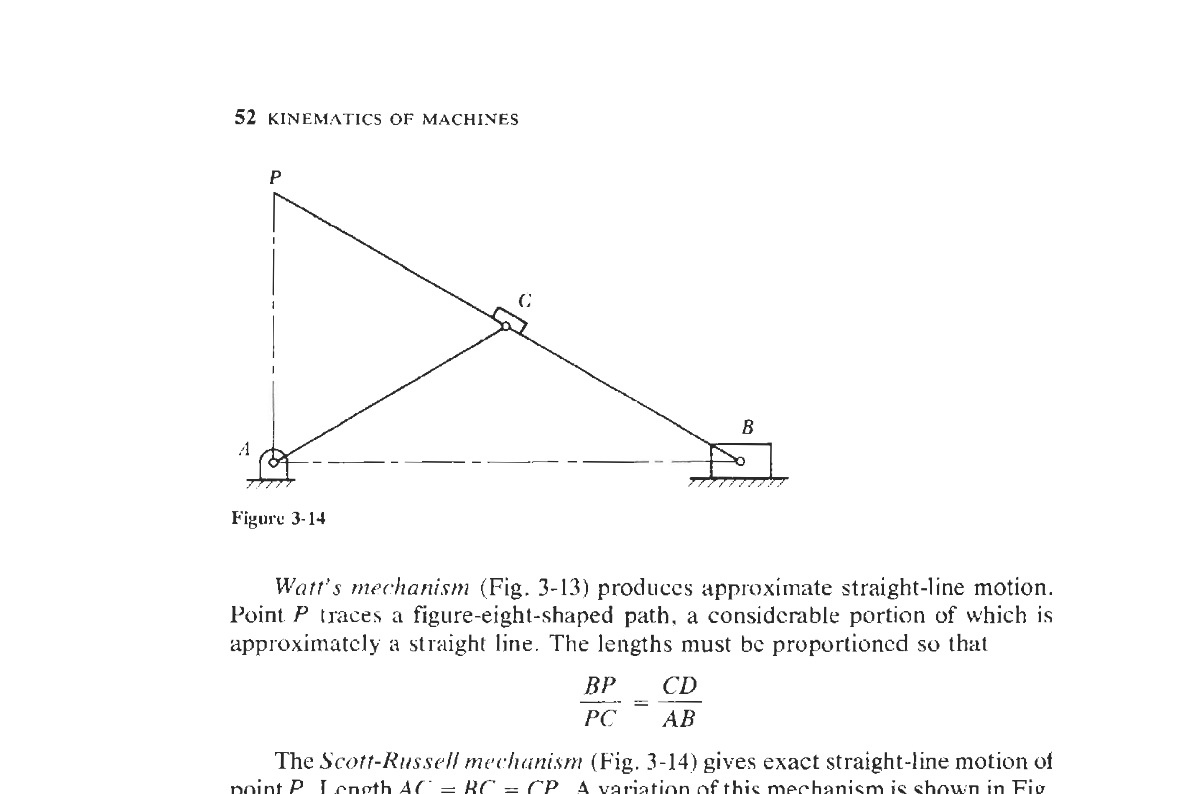 52 KINEMATICS OF MACHINES
P
C
B
A
Figure 3-14
Watt's mechanism (Fig. 3-13) produces approximate straight-line motion.
Point P traces a figure-eight-shaped path, a considerable portion of which is
approximately a straight line. The lengths must be proportioned so that
BP/PC = CD/AB
The Scott-Russell mechanism (Fig. 3-14) gives exact straight-line motion of
point P. Length AC = BC = CP. A variation of this mechanism is shown in Fig.